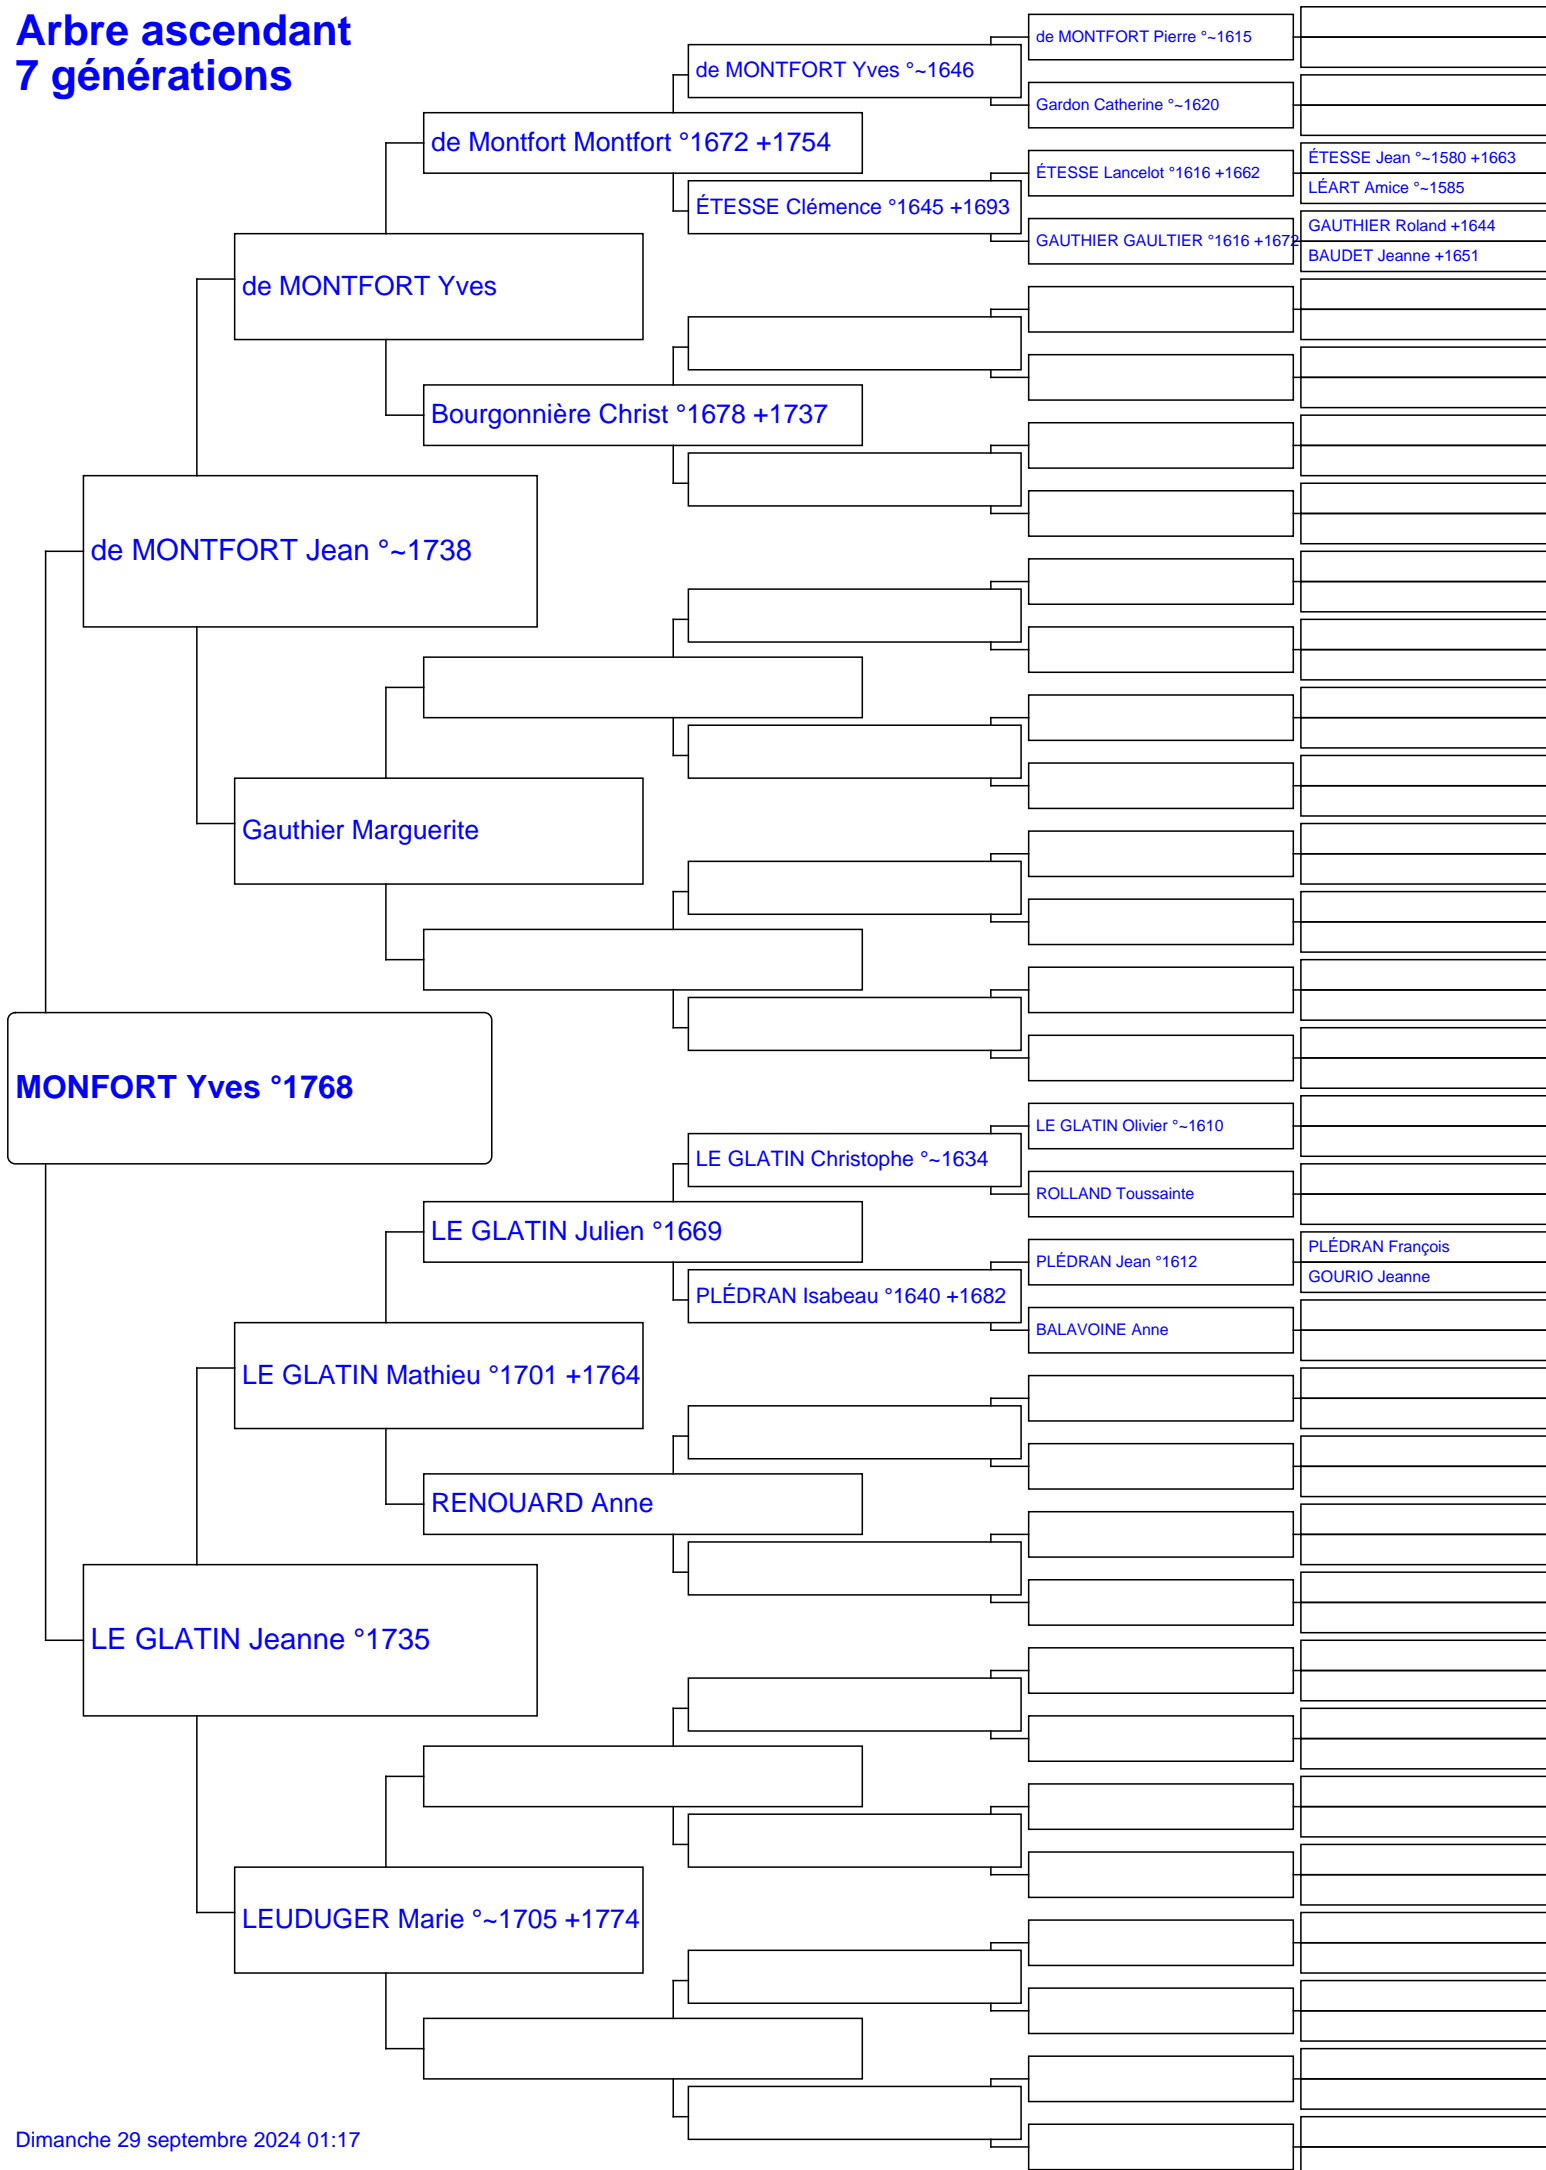 Arbre ascendant
7 générations
de MONTFORT Pierre °~1615
de MONTFORT Yves °~1646
Gardon Catherine °~1620
de Montfort Montfort °1672 +1754
ÉTESSE Jean °~1580 +1663
ÉTESSE Lancelot °1616 +1662
LÉART Amice °~1585
ÉTESSE Clémence °1645 +1693
GAUTHIER Roland +1644
GAUTHIER GAULTIER °1616 +1672
BAUDET Jeanne +1651
de MONTFORT Yves
Bourgonnière Christ °1678 +1737
de MONTFORT Jean °~1738
Gauthier Marguerite
MONFORT Yves °1768
LE GLATIN Olivier °~1610
LE GLATIN Christophe °~1634
ROLLAND Toussainte
LE GLATIN Julien °1669
PLÉDRAN François
PLÉDRAN Jean °1612
GOURIO Jeanne
PLÉDRAN Isabeau °1640 +1682
BALAVOINE Anne
LE GLATIN Mathieu °1701 +1764
RENOUARD Anne
LE GLATIN Jeanne °1735
LEUDUGER Marie °~1705 +1774
Dimanche 29 septembre 2024 01:17